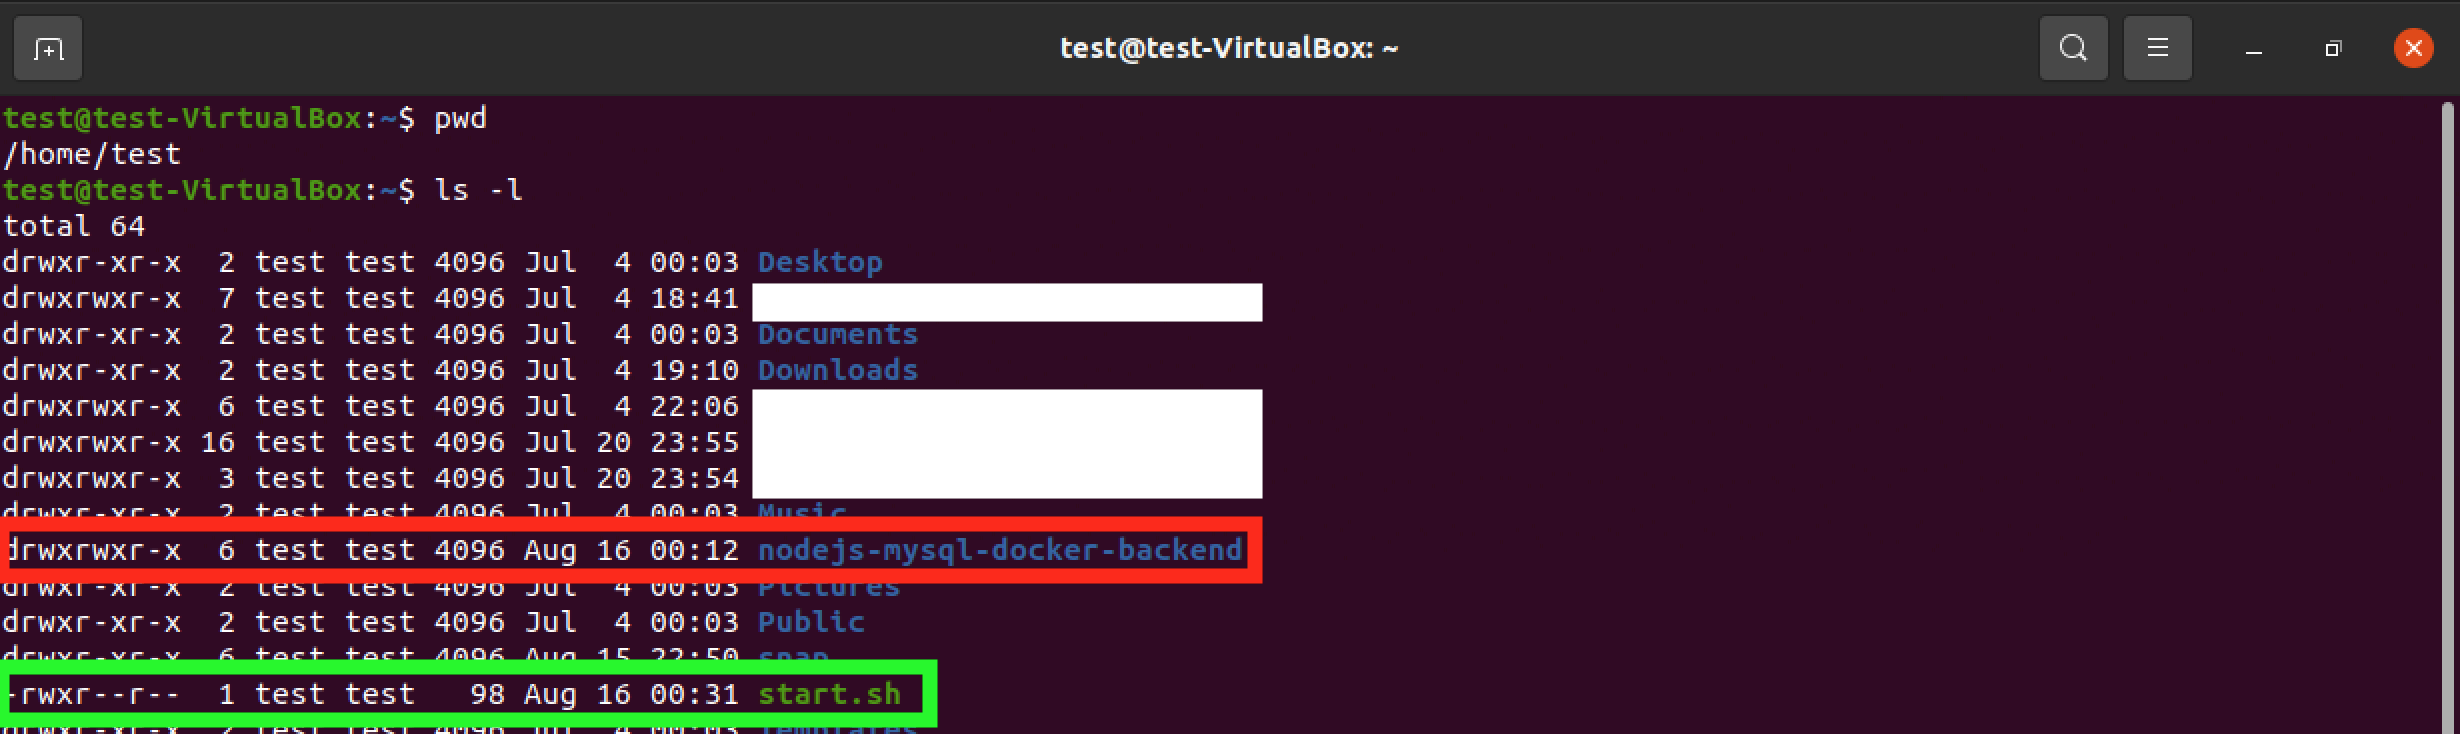 test@test-VirtualBox: ~
test@test-VirtualBox:~$ pwd
/home/test
test@test-VirtualBox:~$ ls -l
total 64
drwxr-xr-x  2 test test 4096 Jul  4 00:03 Desktop
drwxrwxr-x  7 test test 4096 Jul  4 18:41
drwxr-xr-x  2 test test 4096 Jul  4 00:03 Documents
drwxr-xr-x  2 test test 4096 Jul  4 19:10 Downloads
drwxrwxr-x  6 test test 4096 Jul  4 22:06
drwxrwxr-x 16 test test 4096 Jul 20 23:55
drwxrwxr-x  3 test test 4096 Jul 20 23:54
drwxr-xr-x  2 test test 4096 Jul  4 00:03 Music
drwxrwxr-x  6 test test 4096 Aug 16 00:12 nodejs-mysql-docker-backend
drwxr-xr-x  2 test test 4096 Jul  4 00:03 Pictures
drwxr-xr-x  2 test test 4096 Jul  4 00:03 Public
drwxr-xr-x  6 test test 4096 Aug 15 22:50 snap
-rwxr--r--  1 test test   98 Aug 16 00:31 start.sh
drwxr-xr-x  2 test test 4096 Jul  4 00:03 Templates